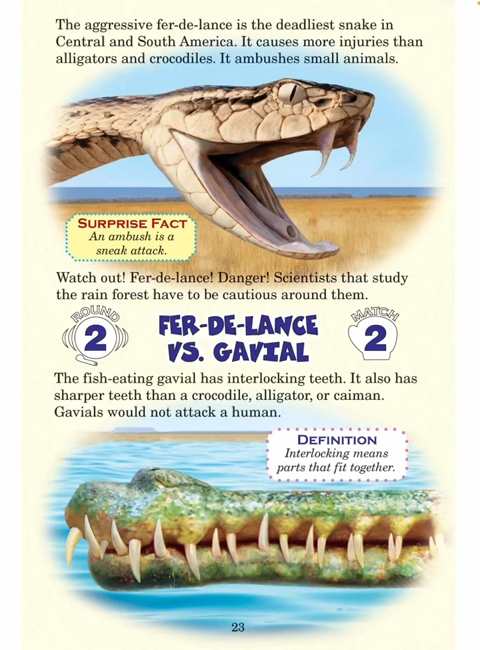 The aggressive fer-de-lance is the deadliest snake in
Central and South America. It causes more injuries than
alligators and crocodiles. It ambushes small animals.
SURPRISE FACT
An ambush is a
sneak attack.
Watch out! Fer-de-lance! Danger! Scientists that study
the rain forest have to be cautious around them.
ROUND
2
FER-DE-LANCE
VS. GAVIAL
MATCH
2
The fish-eating gavial has interlocking teeth. It also has
sharper teeth than a crocodile, alligator, or caiman.
Gavials would not attack a human.
DEFINITION
Interlocking means
parts that fit together.
23